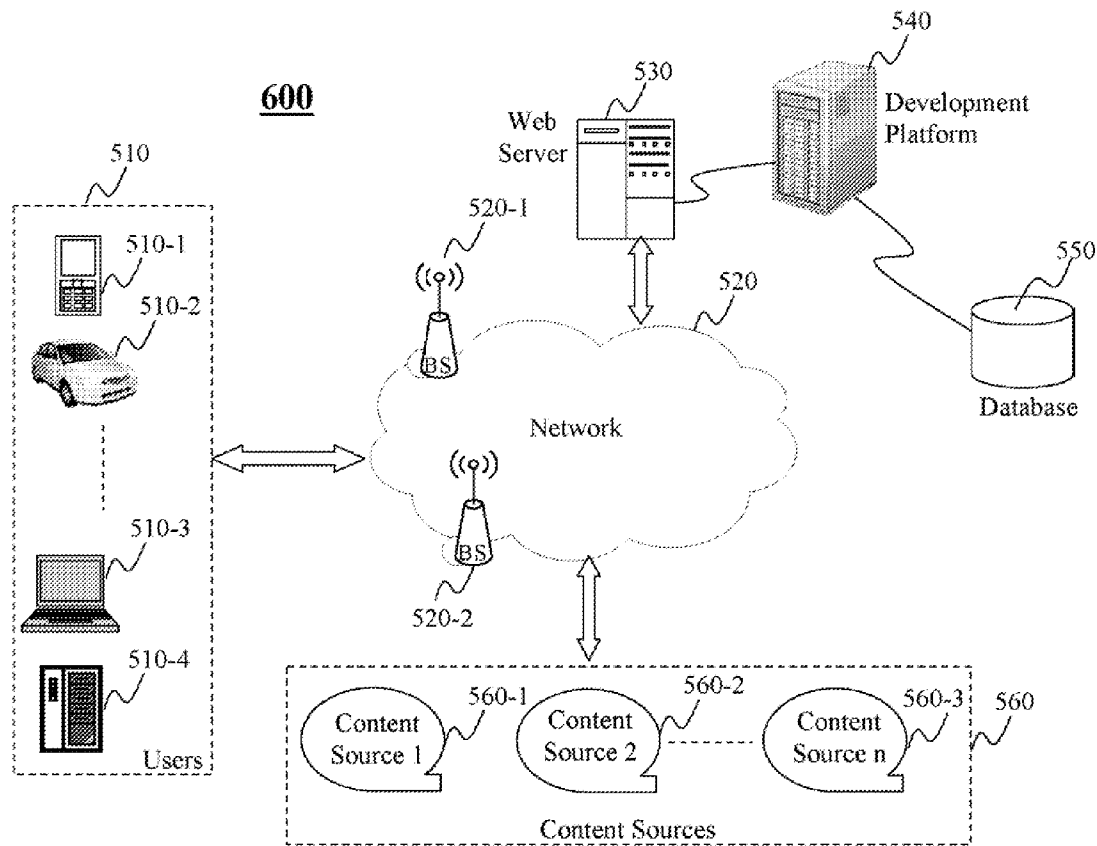 540
530
600
Web
Server
Development
Platform
510
520-1
510-1
550
510-2
520
BS
Database
Network
510-3
BS
520-2
510-4
560-1
560-2
560-3
560
Content
Source 1
Content
Source 2
Content
Source n
Users
Content Sources